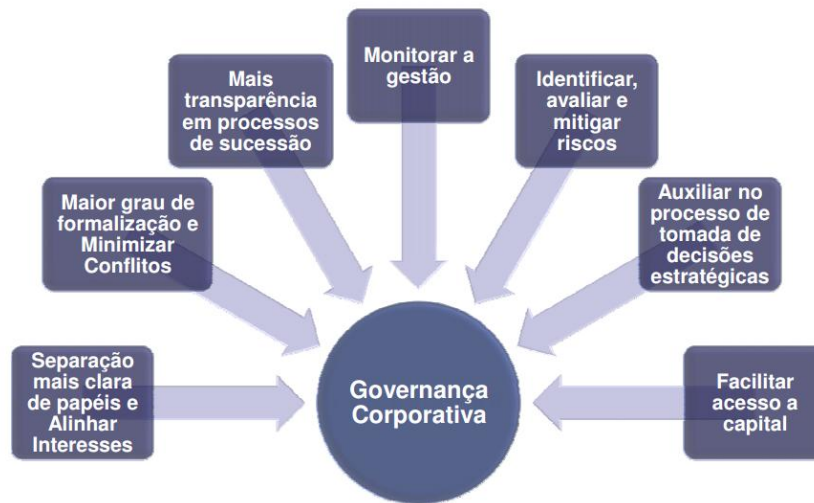 Monitorar a
gestão
Mais
transparência
em processos
de sucessão
Identificar,
avaliar e
mitigar
riscos
Maior grau de
formalização e
Minimizar
Conflitos
Auxiliar no
processo de
tomada de
decisões
estratégicas
Separação
mais clara
de papéis e
Alinhar
Interesses
Governança
Corporativa
Facilitar
acesso a
capital